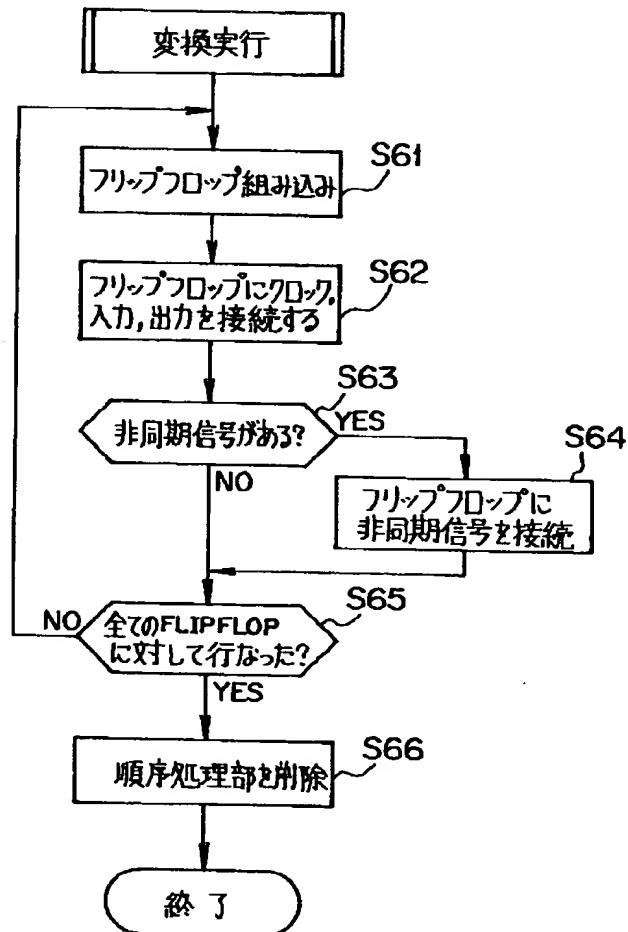 変換実行
S61
フリップフロップ組み込み
S62
フリップフロップにクロック,
入力,出力を接続する
S63
非同期信号がある?
YES
S64
NO
フリップフロップに
非同期信号を接続
S65
NO
全てのFLIPFLOP
に対して行なった?
YES
S66
順序処理部を削除
終了